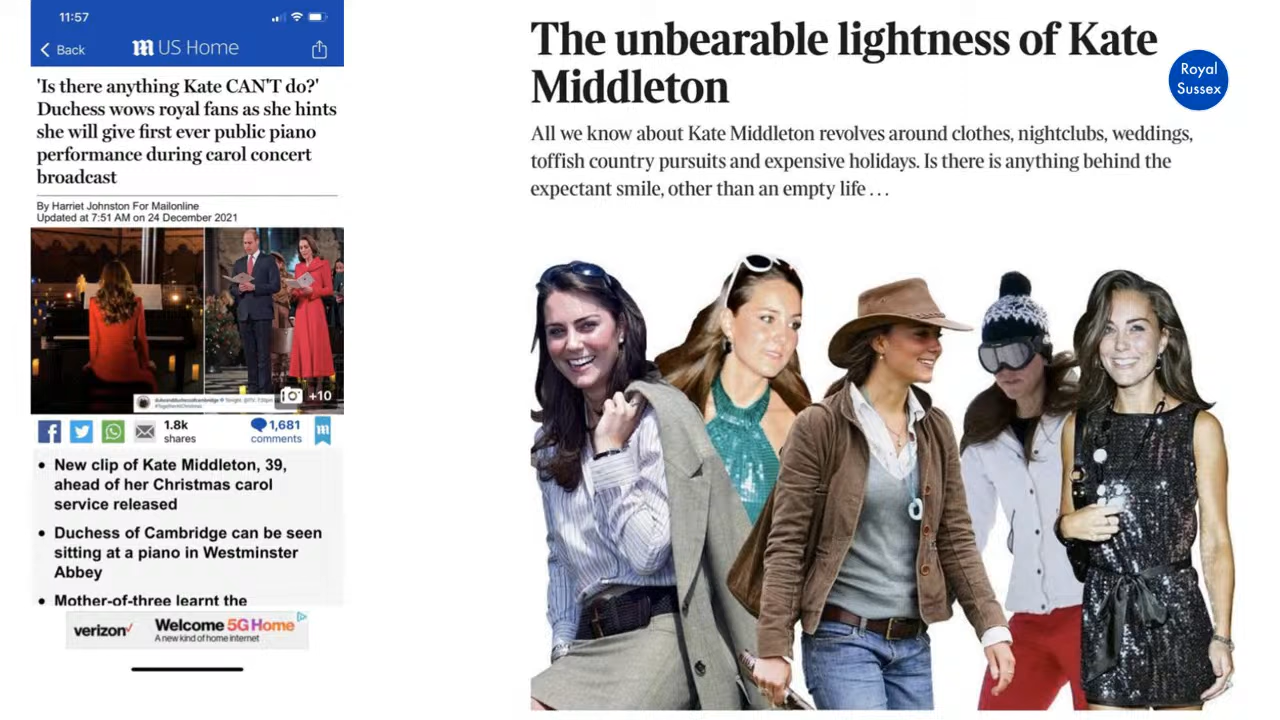 11:57
Back
m US Home
'Is there anything Kate CAN'T do?'
Duchess wows royal fans as she hints
she will give first ever public piano
performance during carol concert
broadcast
By Harriet Johnston For Mailonline
Updated at 7:51 AM on 24 December 2021
+10
1.8k
shares
1,681
comments
New clip of Kate Middleton, 39,
ahead of her Christmas carol
service released
Duchess of Cambridge can be seen
sitting at a piano in Westminster
Abbey
Mother-of-three learnt the
verizon
Welcome 5G Home
A new kind of home internet
The unbearable lightness of Kate
Middleton
All we know about Kate Middleton revolves around clothes, nightclubs, weddings,
toffish country pursuits and expensive holidays. Is there is anything behind the
expectant smile, other than an empty life . . .
Royal
Sussex